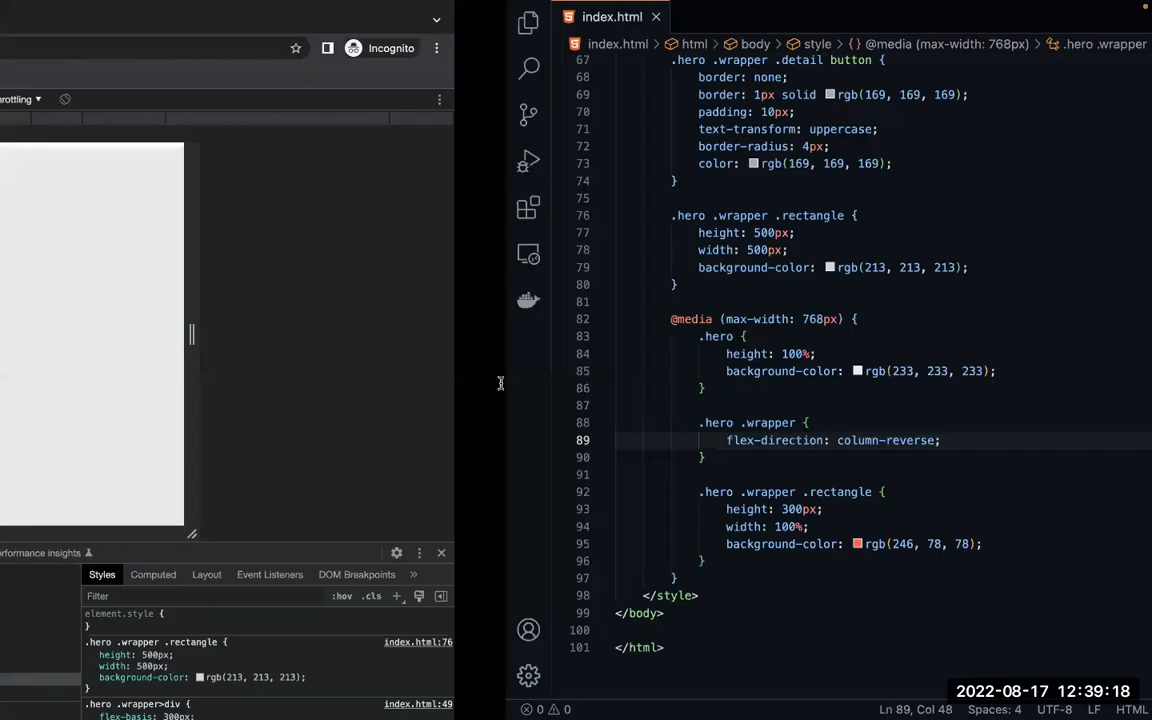 Incognito
rottling ▾
erformance insights
Styles
Computed
Layout
Event Listeners
DOM Breakpoints
»
Filter
:hov
.cls
element.style {
}
.hero .wrapper .rectangle {
index.html:76
height: 500px;
width: 500px;
background-color: rgb(213, 213, 213);
}
.hero .wrapper>div {
index.html:49
flex-basis: 300px;
index.html
index.html > html > body > style > {} @media (max-width: 768px) > .hero .wrapper
67 .hero .wrapper .detail button {
68 border: none;
69 border: 1px solid rgb(169, 169, 169);
70 padding: 10px;
71 text-transform: uppercase;
72 border-radius: 4px;
73 color: rgb(169, 169, 169);
74 }
75
76 .hero .wrapper .rectangle {
77 height: 500px;
78 width: 500px;
79 background-color: rgb(213, 213, 213);
80 }
81
82 @media (max-width: 768px) {
83 .hero {
84 height: 100%;
85 background-color: rgb(233, 233, 233);
86 }
87
88 .hero .wrapper {
89 flex-direction: column-reverse;
90 }
91
92 .hero .wrapper .rectangle {
93 height: 300px;
94 width: 100%;
95 background-color: rgb(246, 78, 78);
96 }
97 }
98 </style>
99 </body>
100
101 </html>
2022-08-17 12:39:18
0 0
Ln 89, Col 48
Spaces: 4
UTF-8
LF
HTML